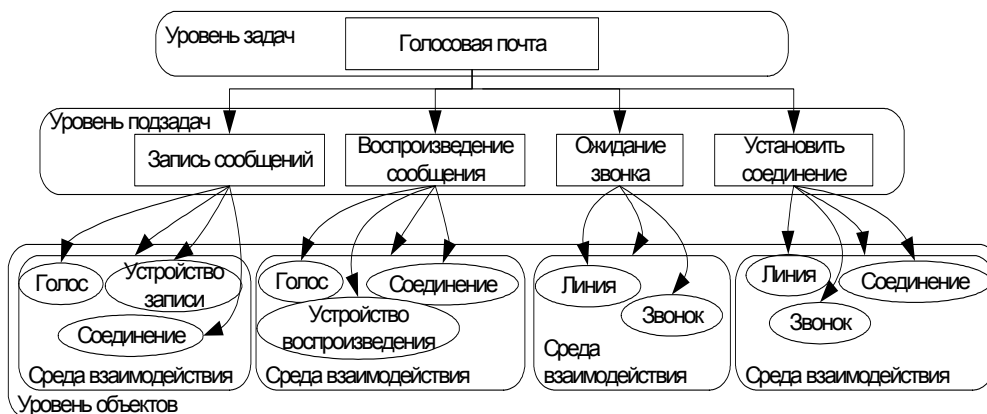 Уровень задач
Голосовая почта
Уровень подзадач
Запись сообщений
Воспроизведение
сообщения
Ожидание
звонка
Установить
соединение
Голос
Устройство
записи
Соединение
Среда взаимодействия
Голос
Соединение
Устройство
воспроизведения
Среда взаимодействия
Линия
Звонок
Среда
взаимодействия
Линия
Соединение
Звонок
Среда взаимодействия
Уровень объектов